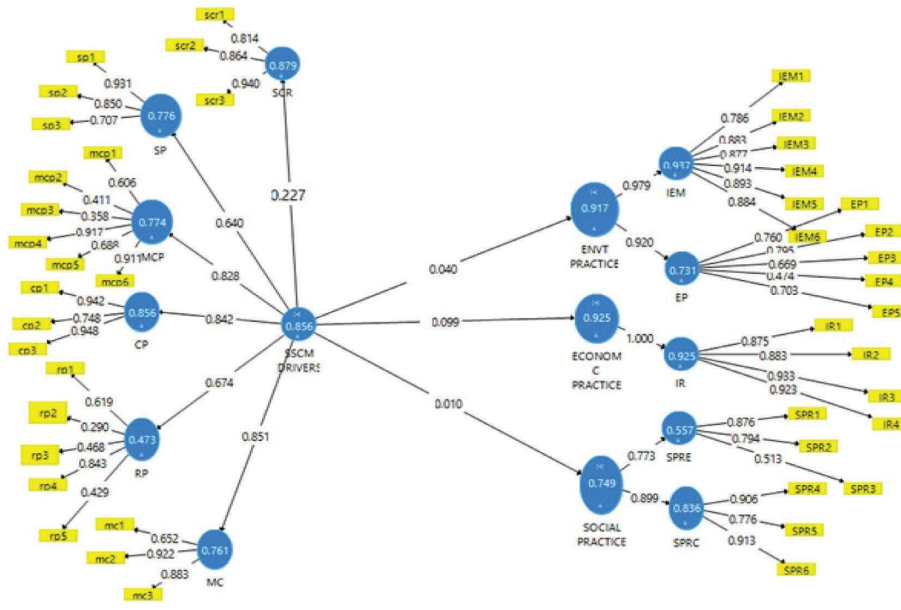 scr1
scr2
scr3
0.814
0.864
0.940
0.879
SCR
sp1
sp2
sp3
0.931
0.850
0.707
0.776
SP
mcp1
mcp2
mcp3
mcp4
mcp5
mcp6
0.606
0.411
0.358
0.917
0.688
0.911
0.774
MCP
cp1
cp2
cp3
0.942
0.748
0.948
0.856
CP
rp1
rp2
rp3
rp4
rp5
0.619
0.290
0.468
0.843
0.429
0.473
RP
mc1
mc2
mc3
0.652
0.922
0.883
0.761
MC
0.227
0.640
0.828
0.842
0.674
0.851
0.856
SSCM
DRIVERS
0.040
0.099
0.010
0.917
ENVT
PRACTICE
0.979
0.920
0.937
IEM
0.786
0.883
0.877
0.914
0.893
0.884
IEM1
IEM2
IEM3
IEM4
IEM5
IEM6
0.731
EP
0.760
0.795
0.669
0.474
0.703
EP1
EP2
EP3
EP4
EP5
0.925
ECONOM
C
PRACTICE
1.000
0.925
IR
0.875
0.883
0.933
0.923
IR1
IR2
IR3
IR4
0.749
SOCIAL
PRACTICE
0.773
0.899
0.557
SPRE
0.876
0.794
0.513
SPR1
SPR2
SPR3
0.836
SPRC
0.906
0.776
0.913
SPR4
SPR5
SPR6